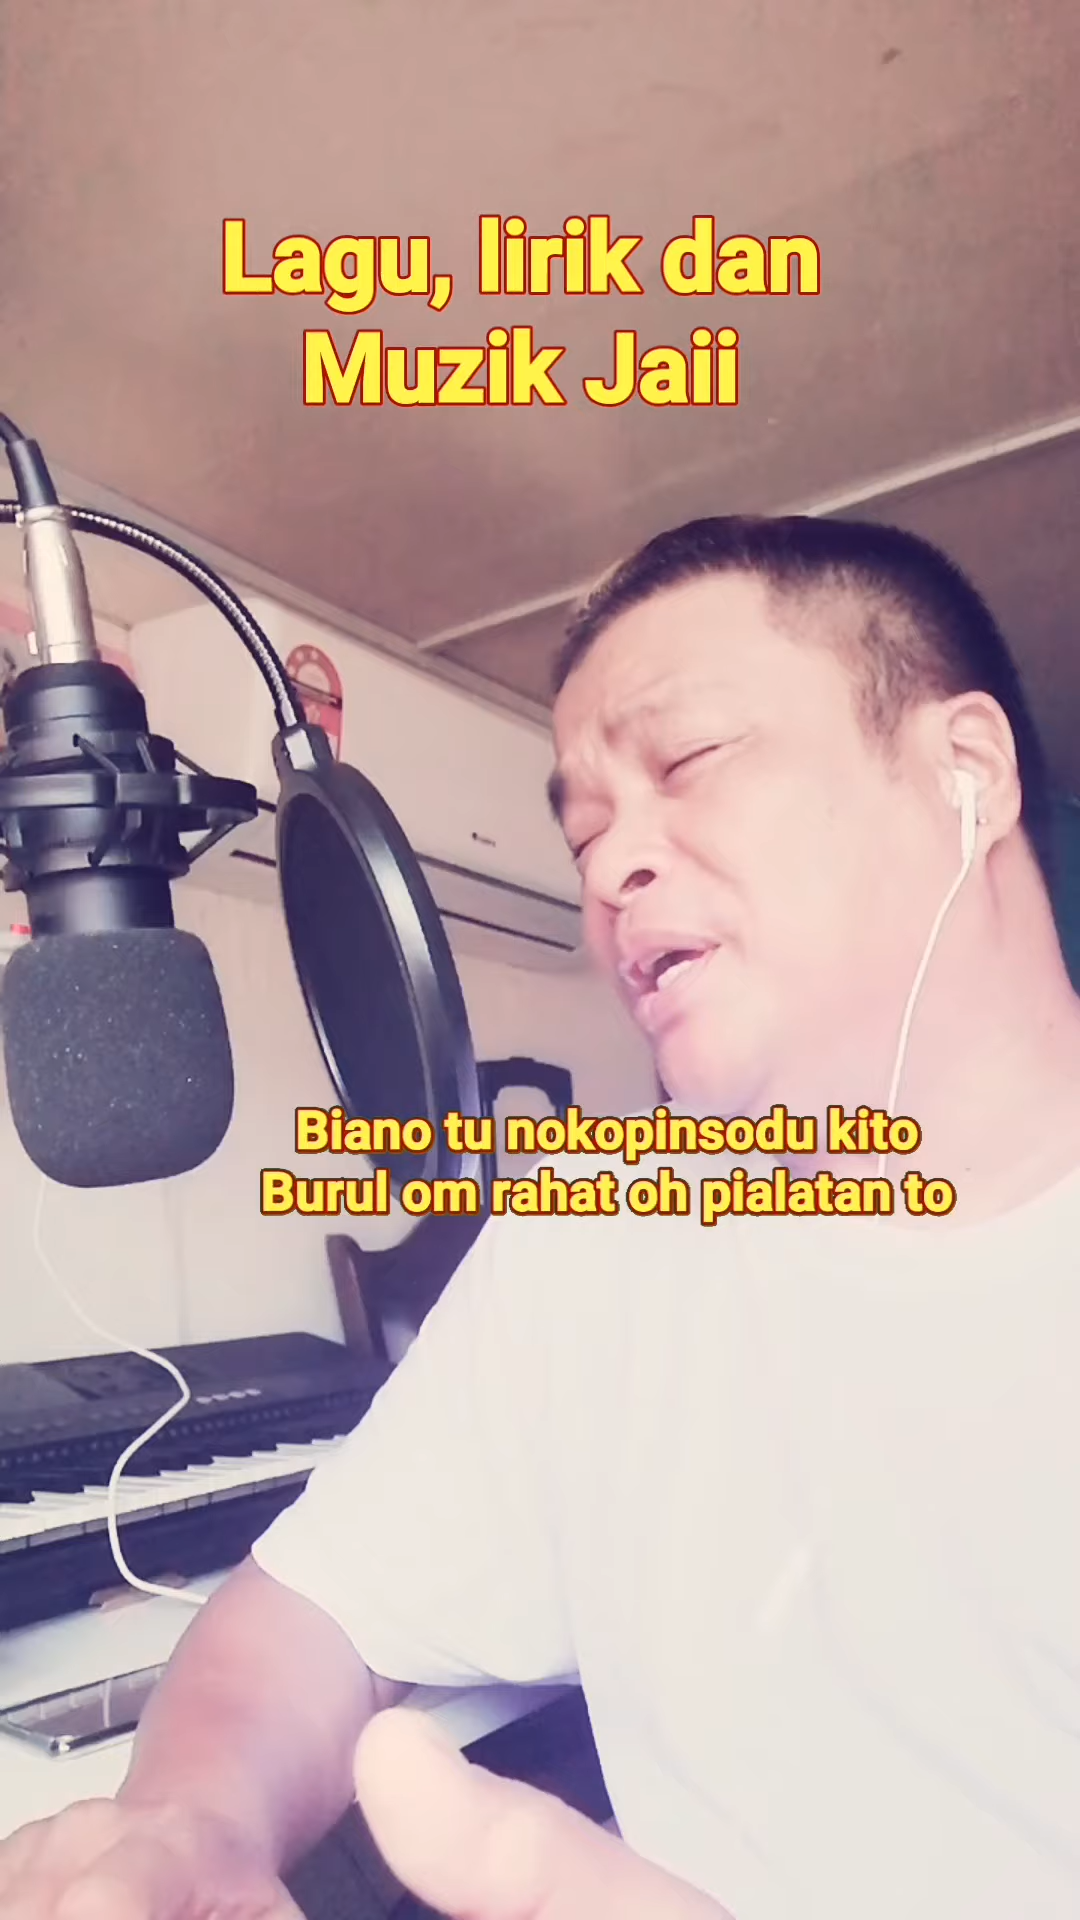 Lagu, lirik dan
Muzik Jaii
Biano tu nokopinsodu kito
Burul om rahat oh pialatan to